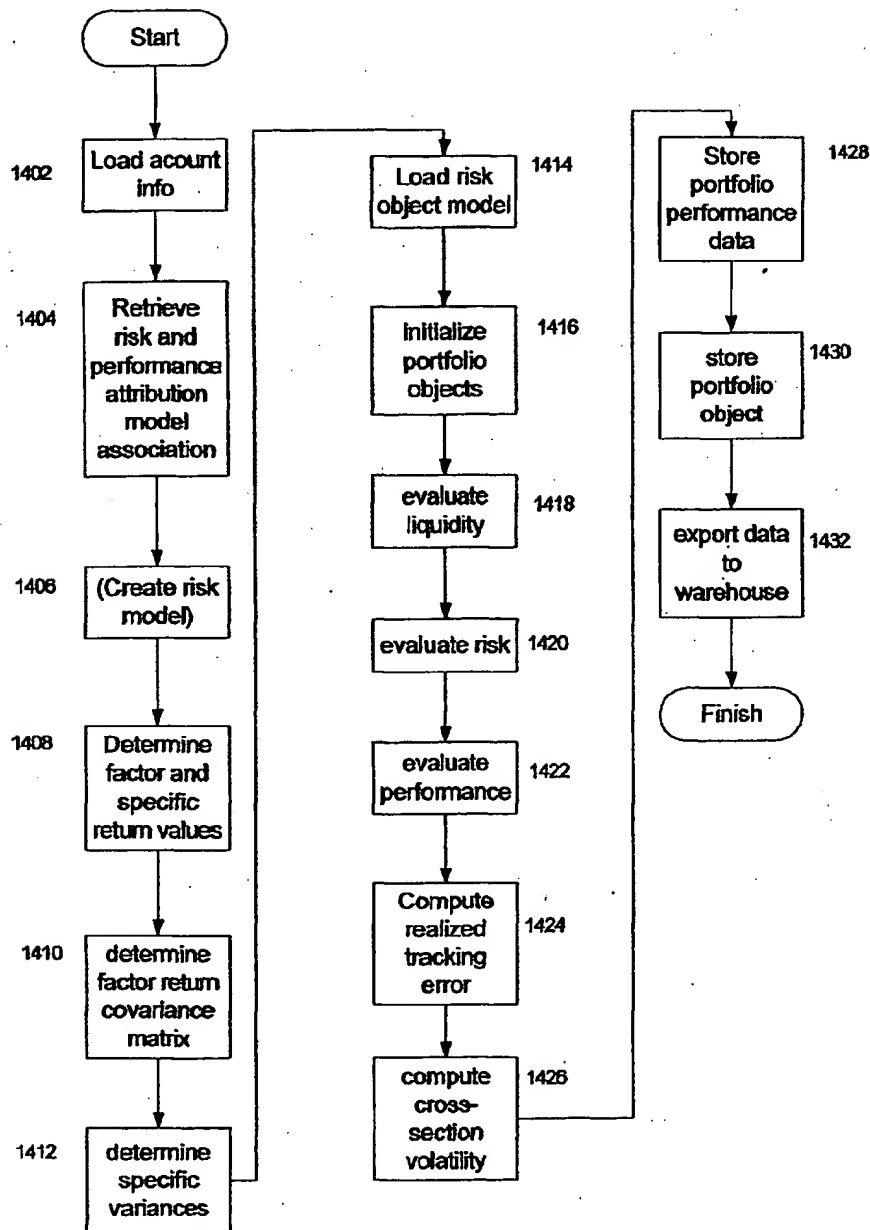 Start
1402
Load acount
info
1404
Retrieve
risk and
performance
attribution
model
association
1406
(Create risk
model)
1408
Determine
factor and
specific
return values
1410
determine
factor return
covariance
matrix
1412
determine
specific
variances
Load risk
object model
1414
Initialize
portfolio
objects
1416
evaluate
liquidity
1418
evaluate risk
1420
evaluate
performance
1422
Compute
realized
tracking
error
1424
compute
cross-
section
volatility
1426
Store
portfolio
performance
data
1428
store
portfolio
object
1430
export data
to
warehouse
1432
Finish